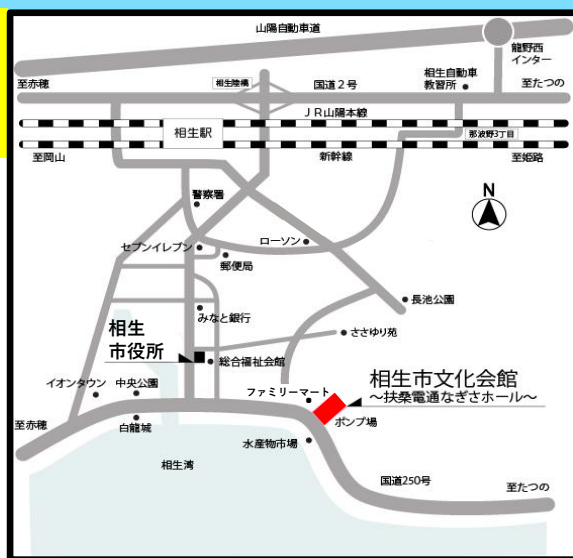 山陽自動車道
龍野西
インター
至赤穂
相生陸橋
国道2号
相生自動車
教習所
至たつの
JR山陽本線
相生駅
那波野3丁目
至岡山
新幹線
至姫路
警察署
N
セブンイレブン
ローソン
郵便局
長池公園
みなと銀行
ささゆり苑
相生
市役所
総合福祉会館
イオンタウン
中央公園
ファミリーマート
相生市文化会館
～扶桑電通なぎさホール～
ポンプ場
至赤穂
白龍城
水産物市場
相生湾
国道250号
至たつの